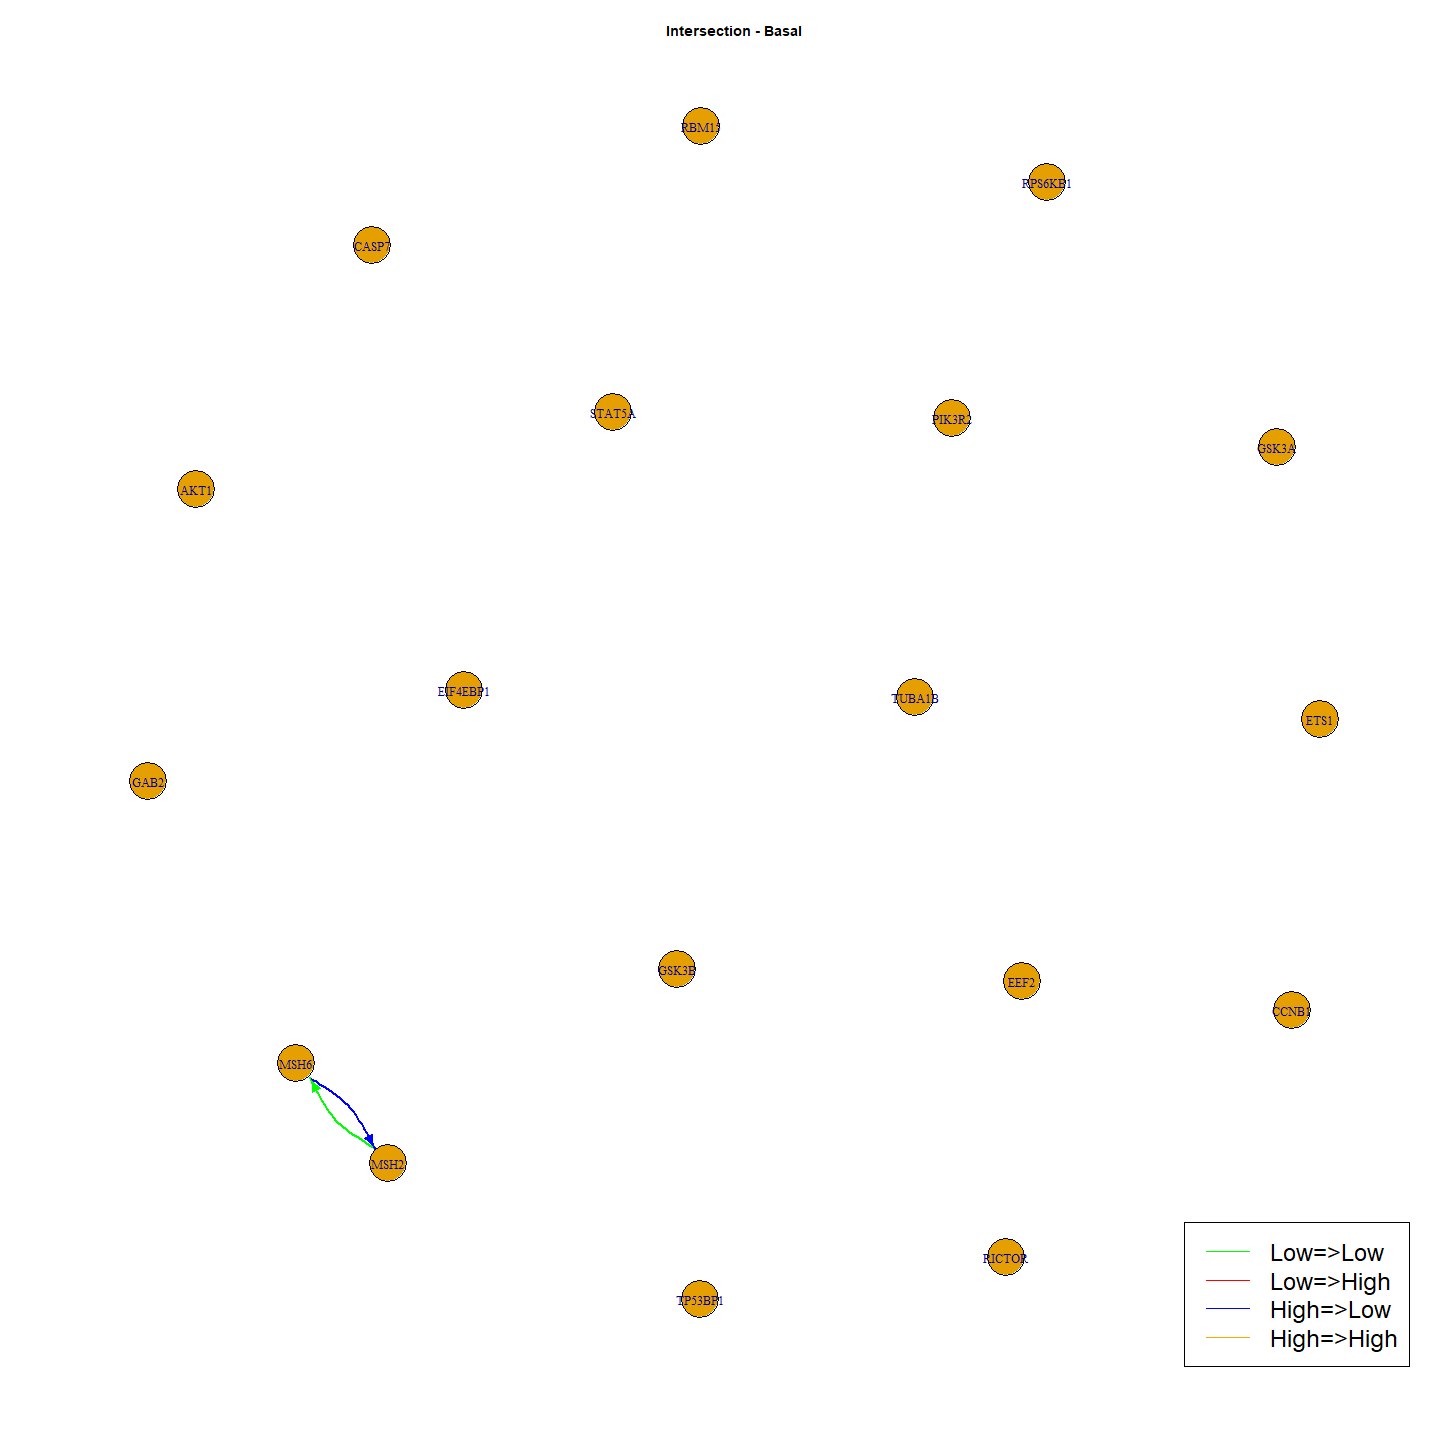 Intersection - Basal
RBM15
RPS6KB1
CASP7
STAT5A
PIK3R2
GSK3A
AKT1
EIF4EBP1
TUBA1B
ETS1
GAB2
GSK3B
EEF2
CCNB1
MSH6
MSH2
RICTOR
TP53BP1
Low=>Low
Low=>High
High=>Low
High=>High